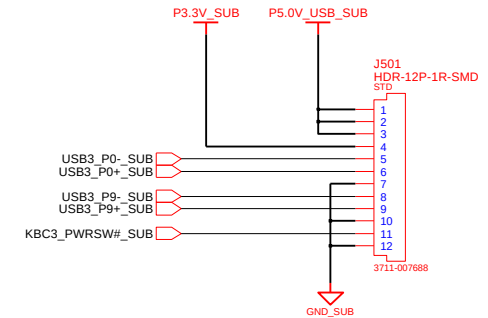 P3.3V_SUB P5.0V_USB_SUB
J501
HDR-12P-1R-SMD
STD
1
2
3
4
USB3_P0-_SUB 5
USB3_P0+_SUB 6
7
USB3_P9-_SUB 8
USB3_P9+_SUB 9
10
KBC3_PWRSW#_SUB 11
12
3711-007688
GND_SUB